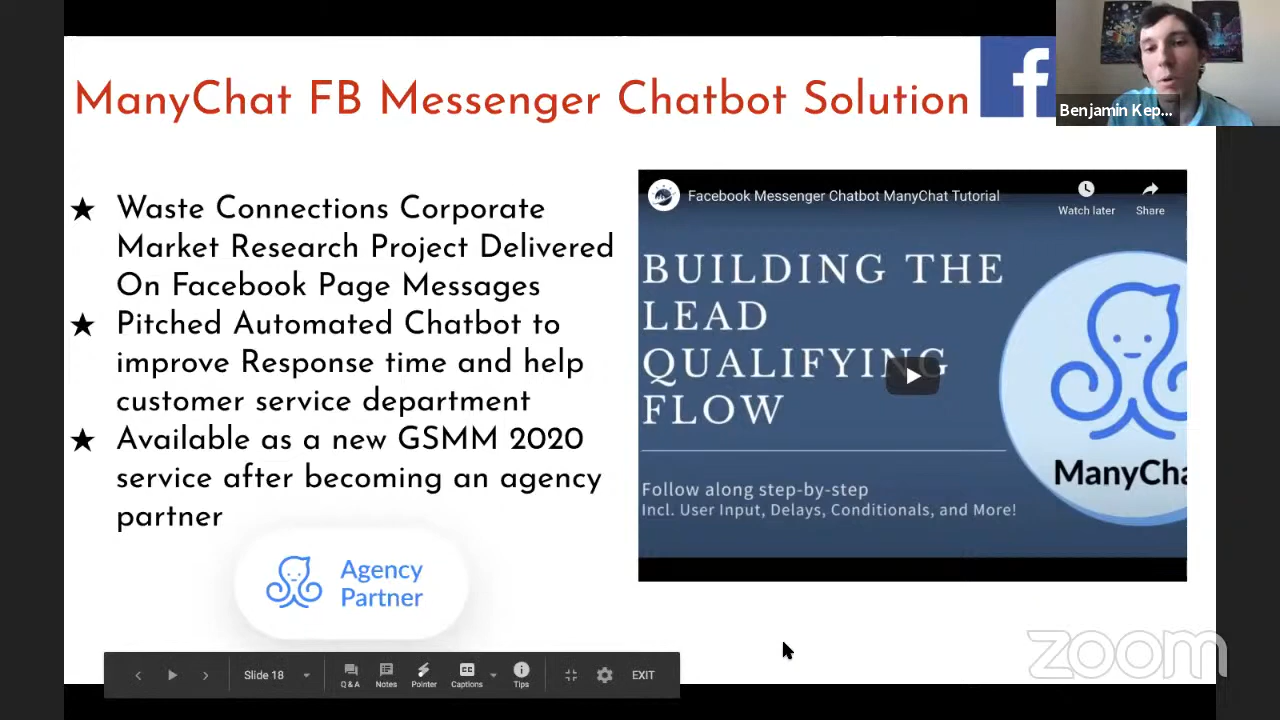 ManyChat FB Messenger Chatbot Solution
f
Benjamin Kep...
★ Waste Connections Corporate
Market Research Project Delivered
On Facebook Page Messages
★ Pitched Automated Chatbot to
improve Response time and help
customer service department
★ Available as a new GSMM 2020
service after becoming an agency
partner
Agency
Partner
Facebook Messenger Chatbot ManyChat Tutorial
Watch later
Share
BUILDING THE
LEAD
QUALIFYING
FLOW
Follow along step-by-step
Incl. User Input, Delays, Conditionals, and More!
ManyCha
Slide 18
Q & A
Notes
Pointer
Captions
Tips
EXIT
zoom